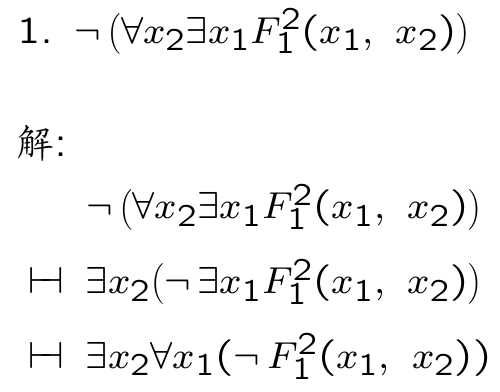 1. ¬(∀x₂∃x₁F₁²(x₁, x₂))
解:
¬(∀x₂∃x₁F₁²(x₁, x₂))
├┤ ∃x₂(¬∃x₁F₁²(x₁, x₂))
├┤ ∃x₂∀x₁(¬F₁²(x₁, x₂))